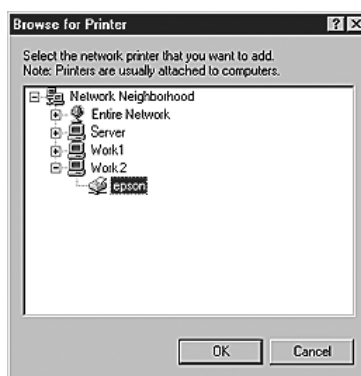 Browse for Printer
Select the network printer that you want to add.
Note: Printers are usually attached to computers.
Network Neighborhood
Entire Network
Server
Work1
Work2
epson
OK
Cancel